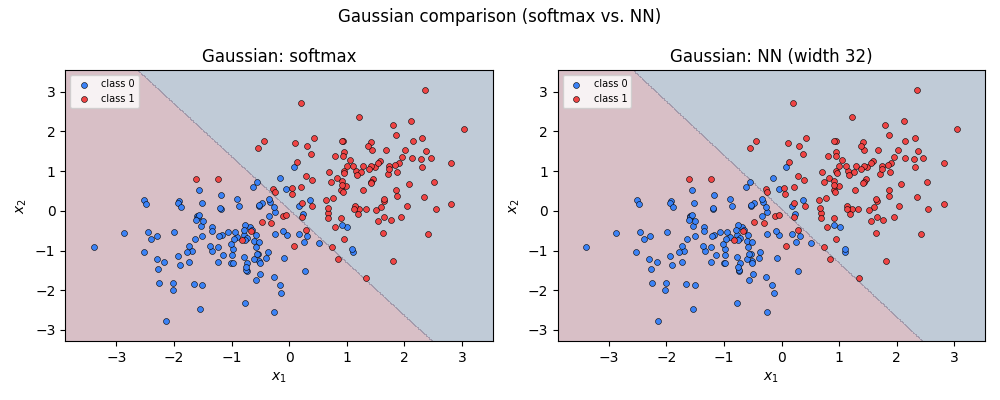 Gaussian comparison (softmax vs. NN)
Gaussian: softmax
class 0
class 1
3
2
1
0
−1
−2
−3
x₂
−3 −2 −1 0 1 2 3
x₁
Gaussian: NN (width 32)
class 0
class 1
3
2
1
0
−1
−2
−3
x₂
−3 −2 −1 0 1 2 3
x₁